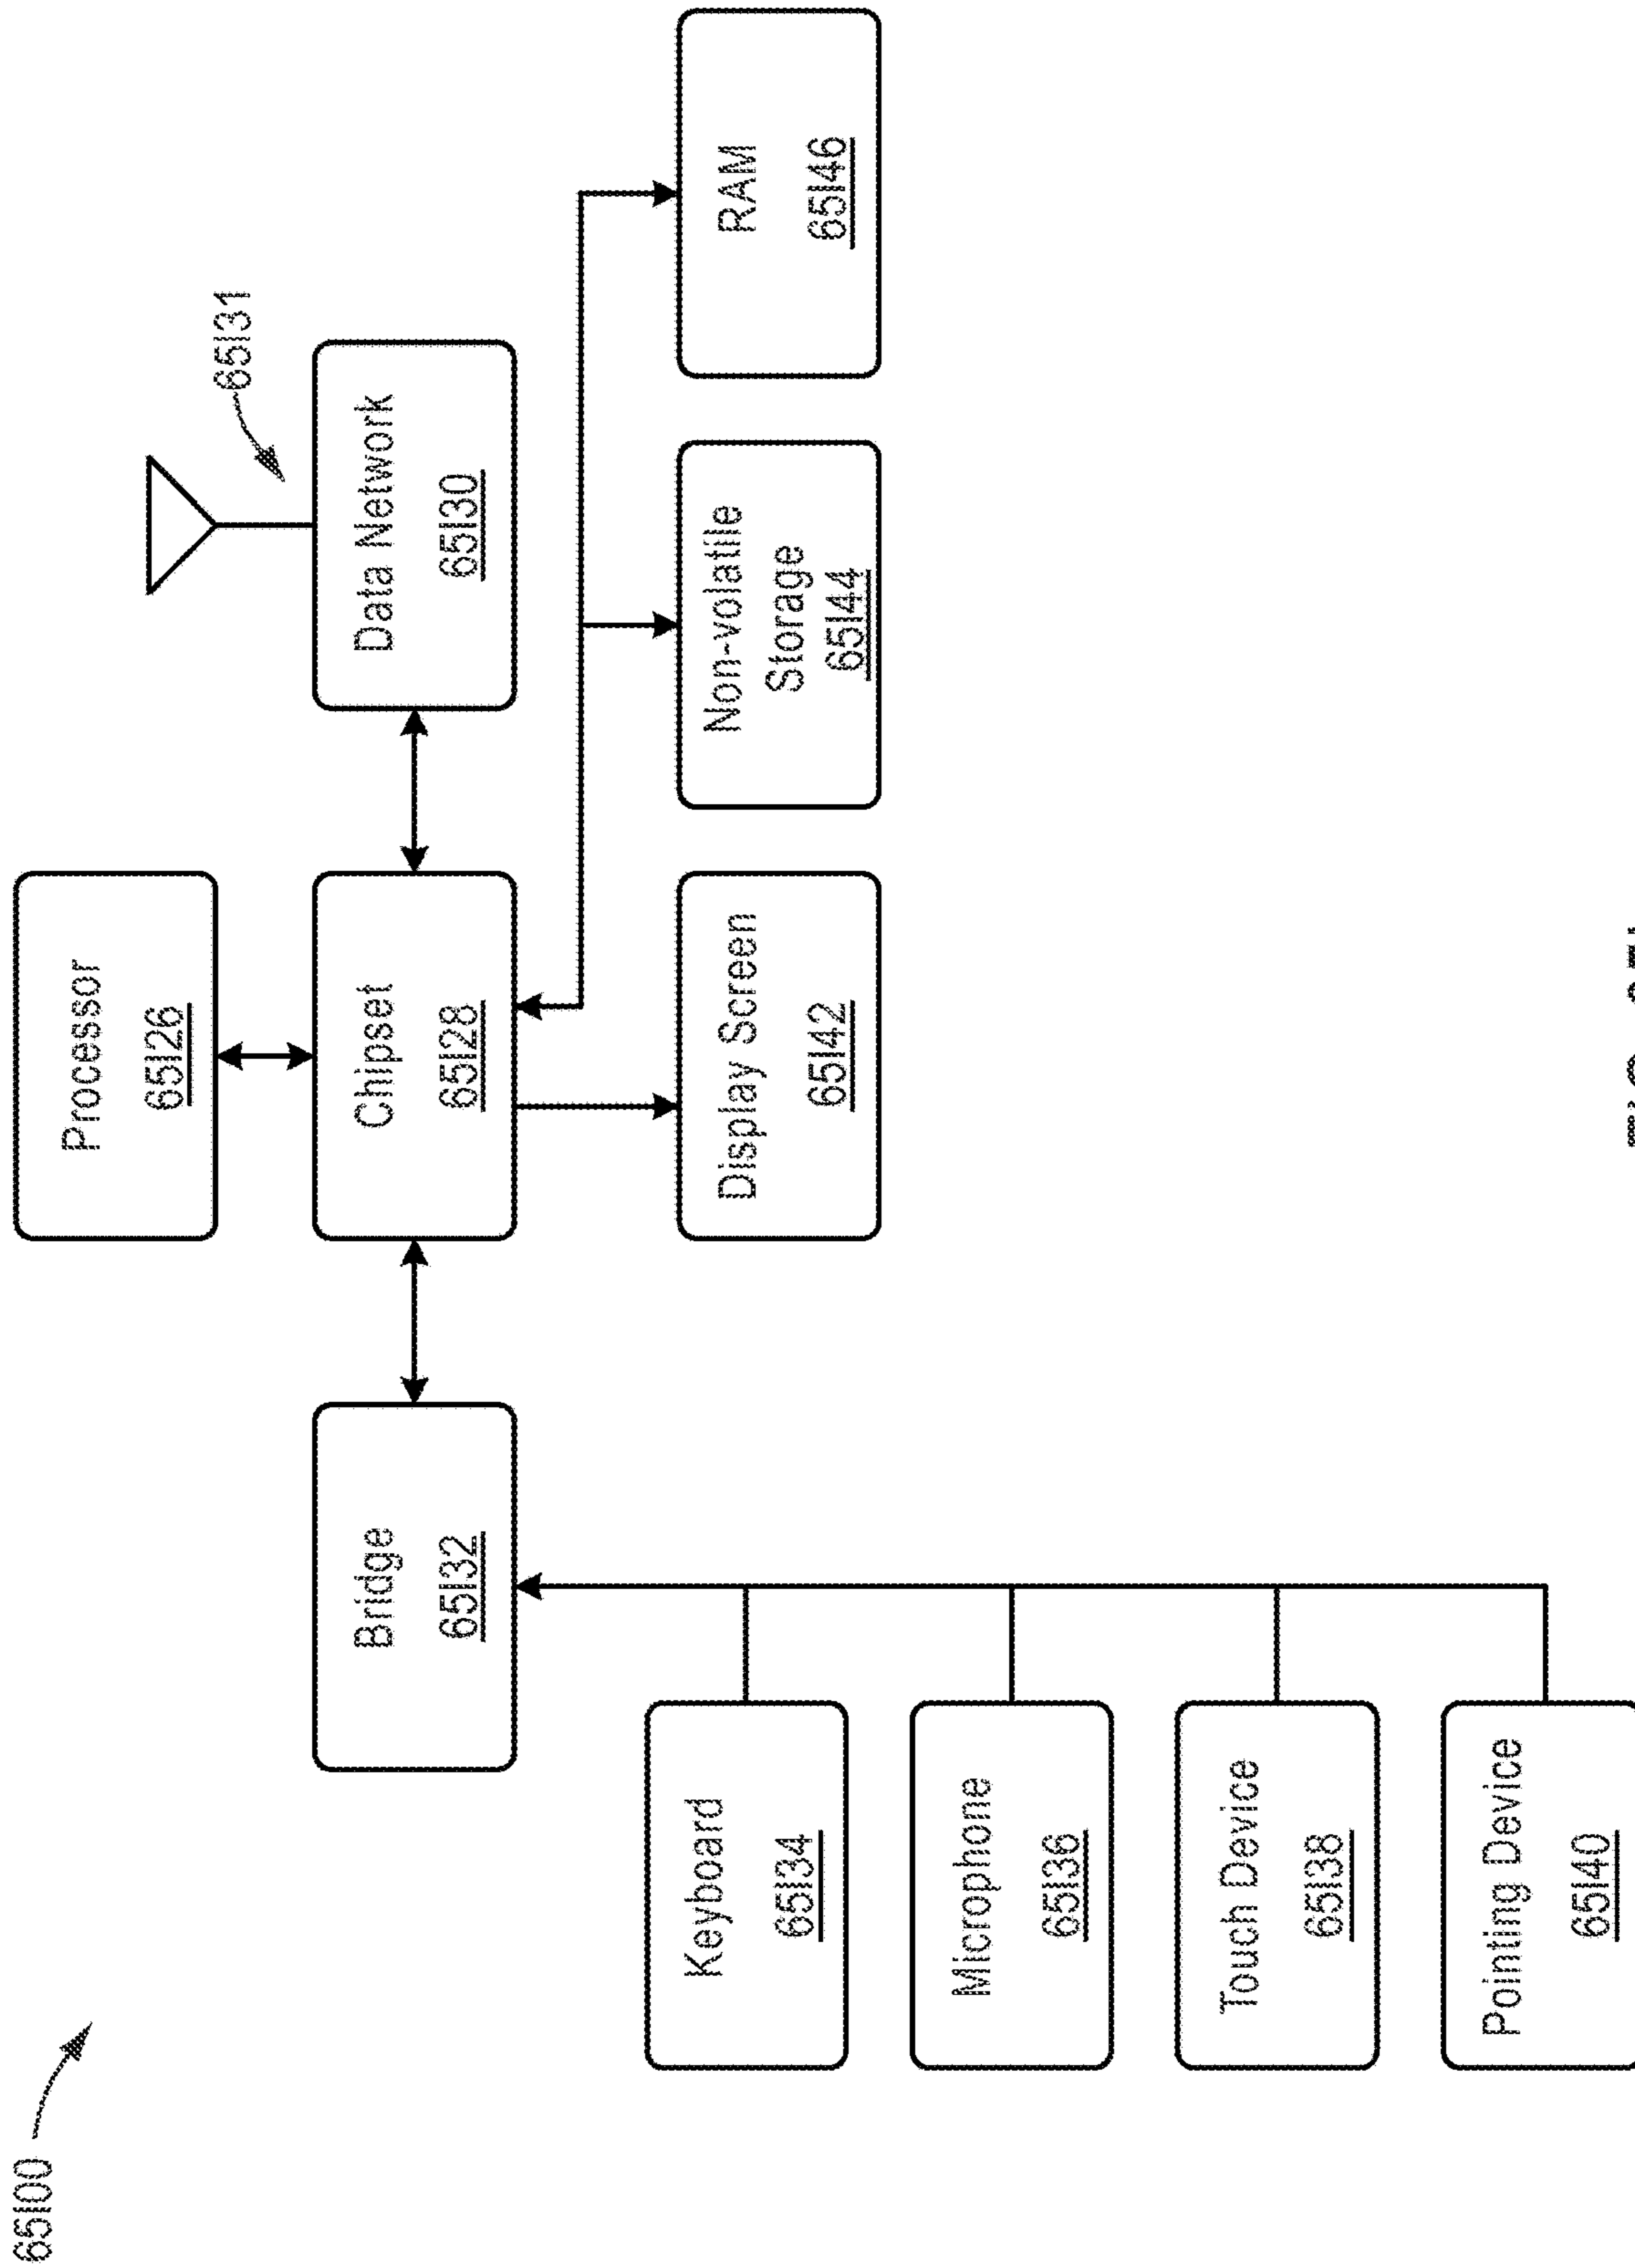 65I00
Processor
65I26
65I31
Bridge
65I32
Chipset
65I28
Data Network
65I30
Keyboard
65I34
Display Screen
65I42
Non-volatile
Storage
65I44
RAM
65I46
Microphone
65I36
Touch Device
65I38
Pointing Device
65I40